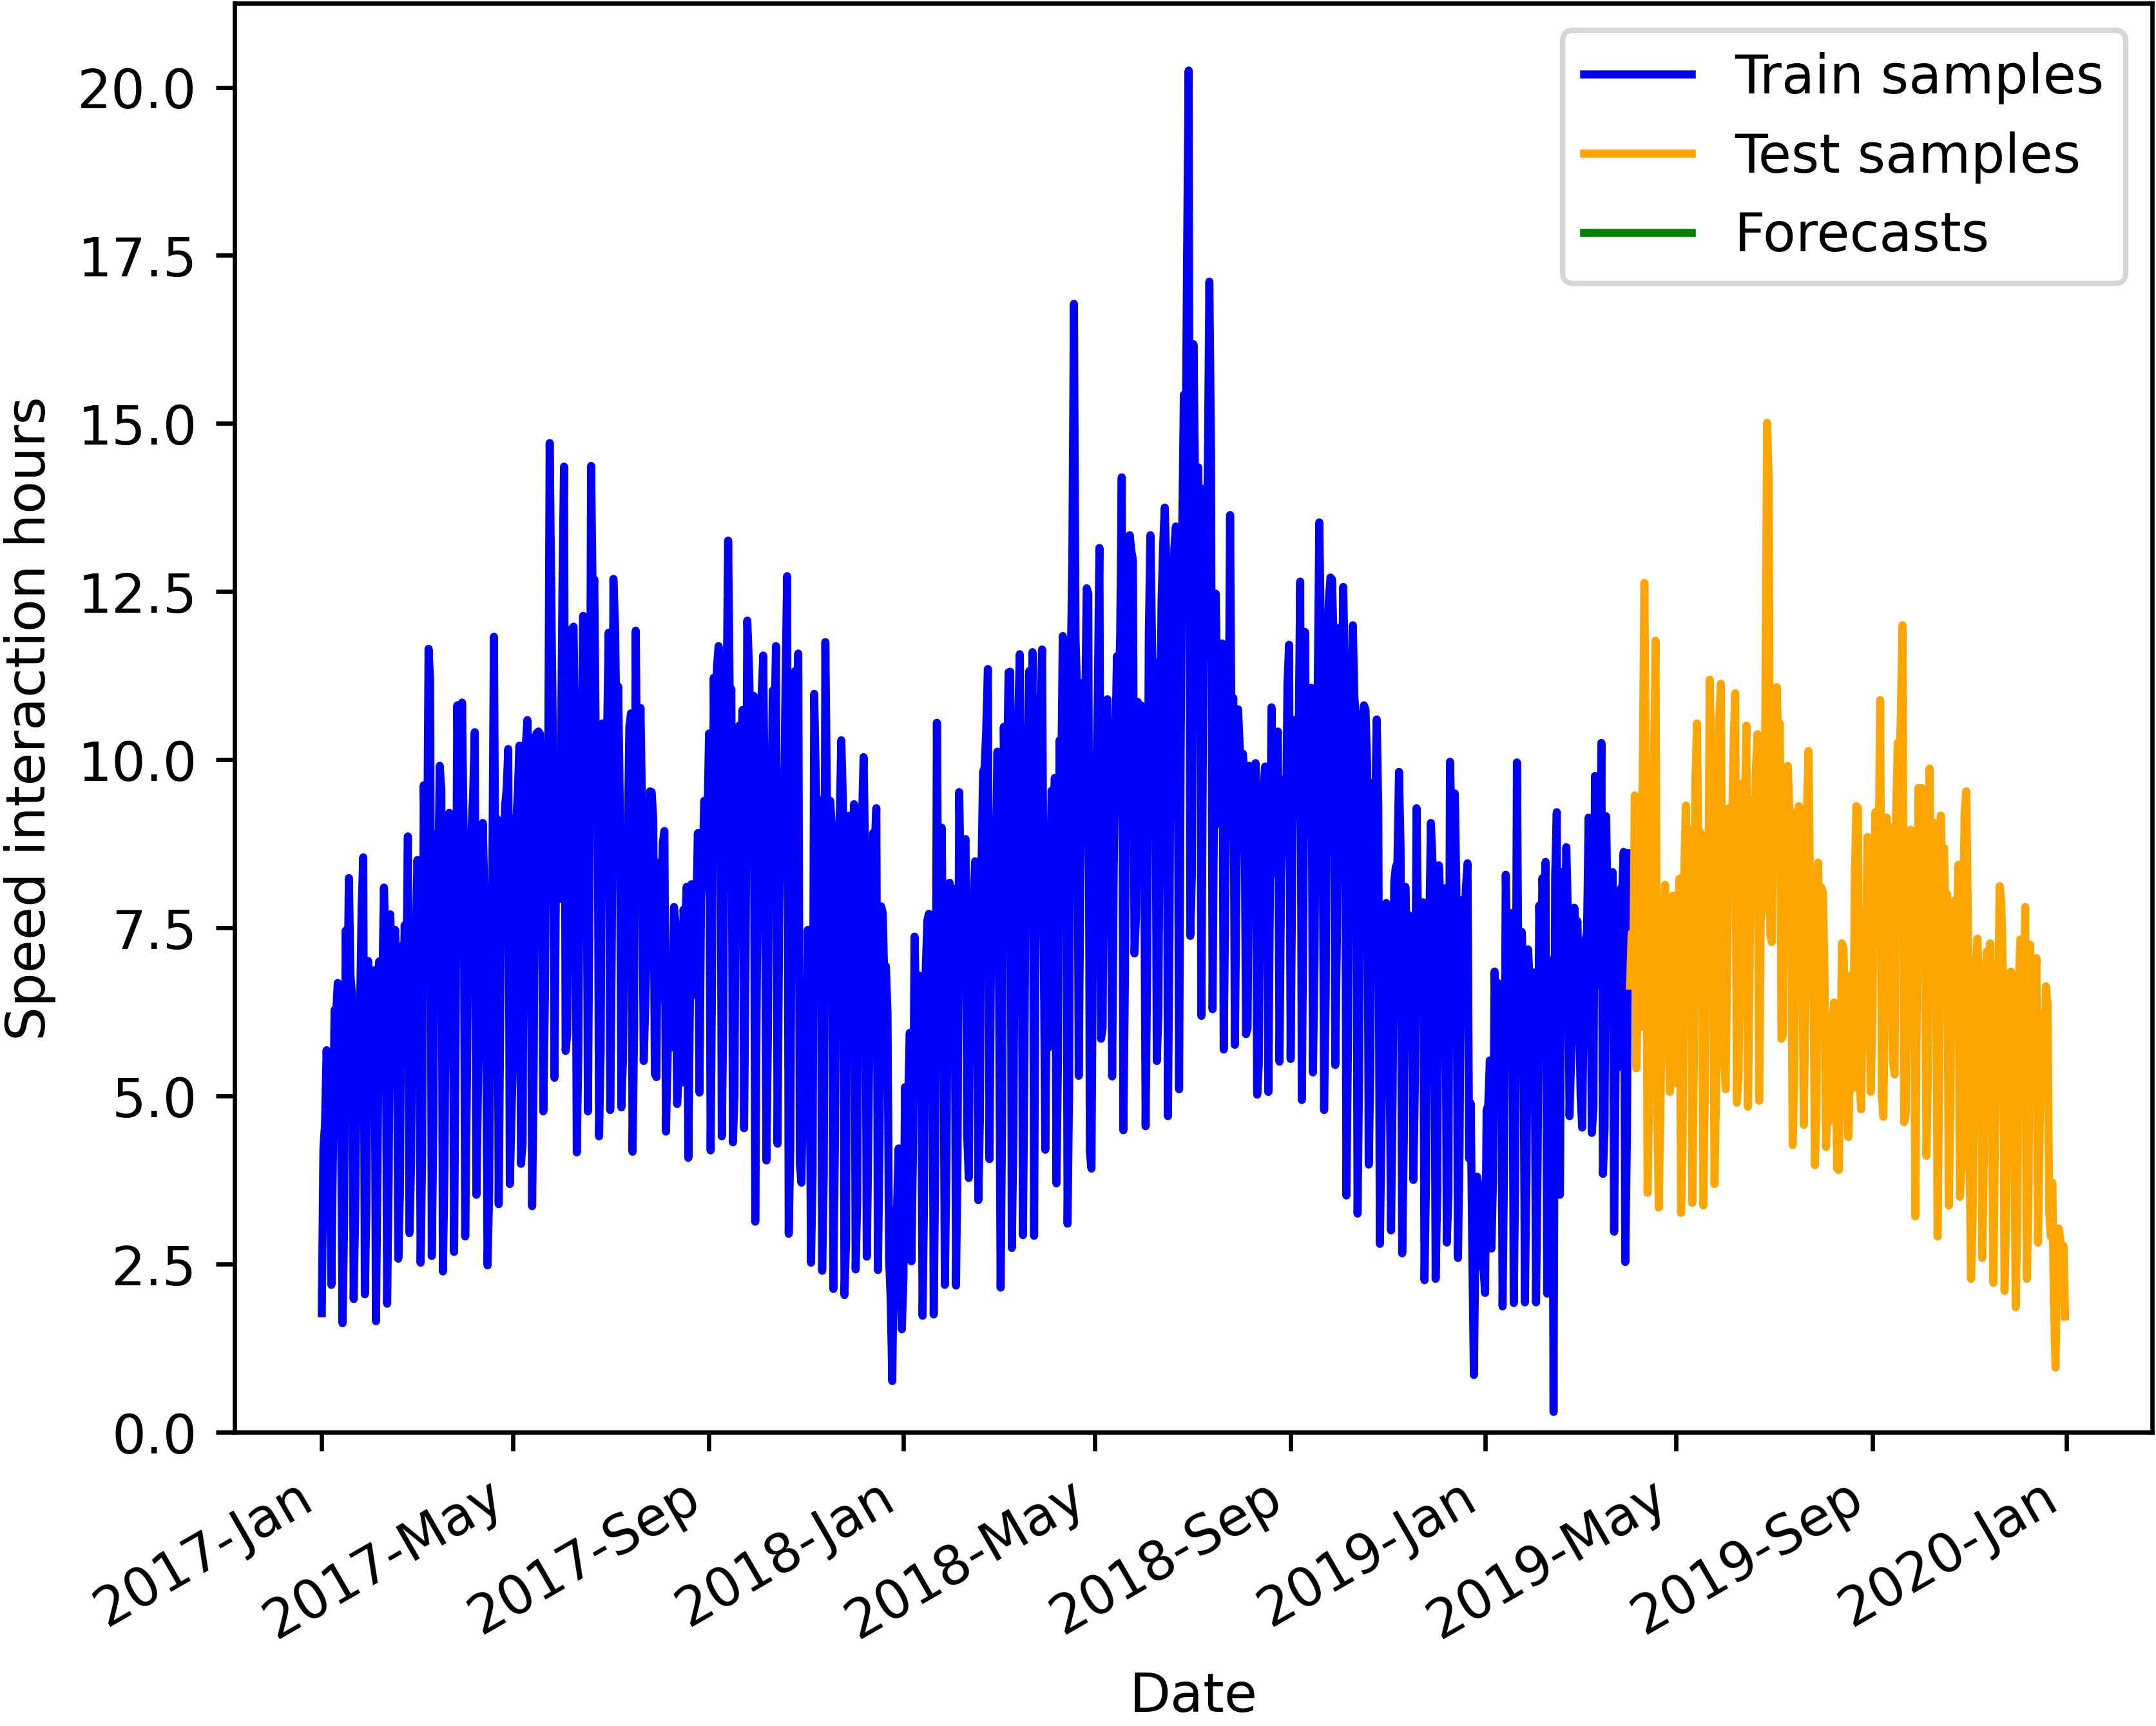 Train samples
Test samples
Forecasts
Speed interaction hours
20.0
17.5
15.0
12.5
10.0
7.5
5.0
2.5
0.0
2017-Jan
2017-May
2017-Sep
2018-Jan
2018-May
2018-Sep
2019-Jan
2019-May
2019-Sep
2020-Jan
Date